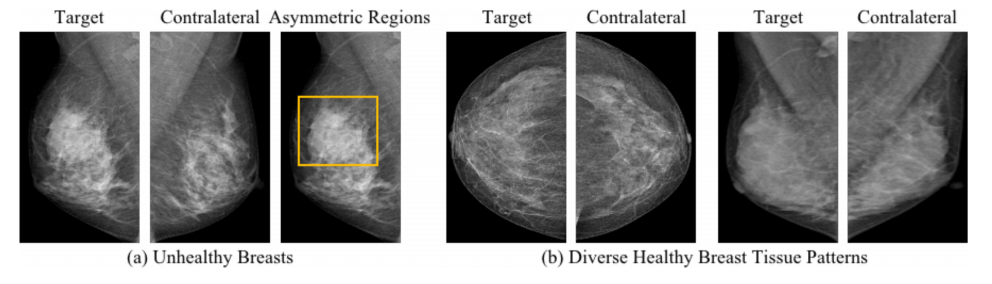 Target Contralateral Asymmetric Regions Target Contralateral Target Contralateral
(a) Unhealthy Breasts (b) Diverse Healthy Breast Tissue Patterns